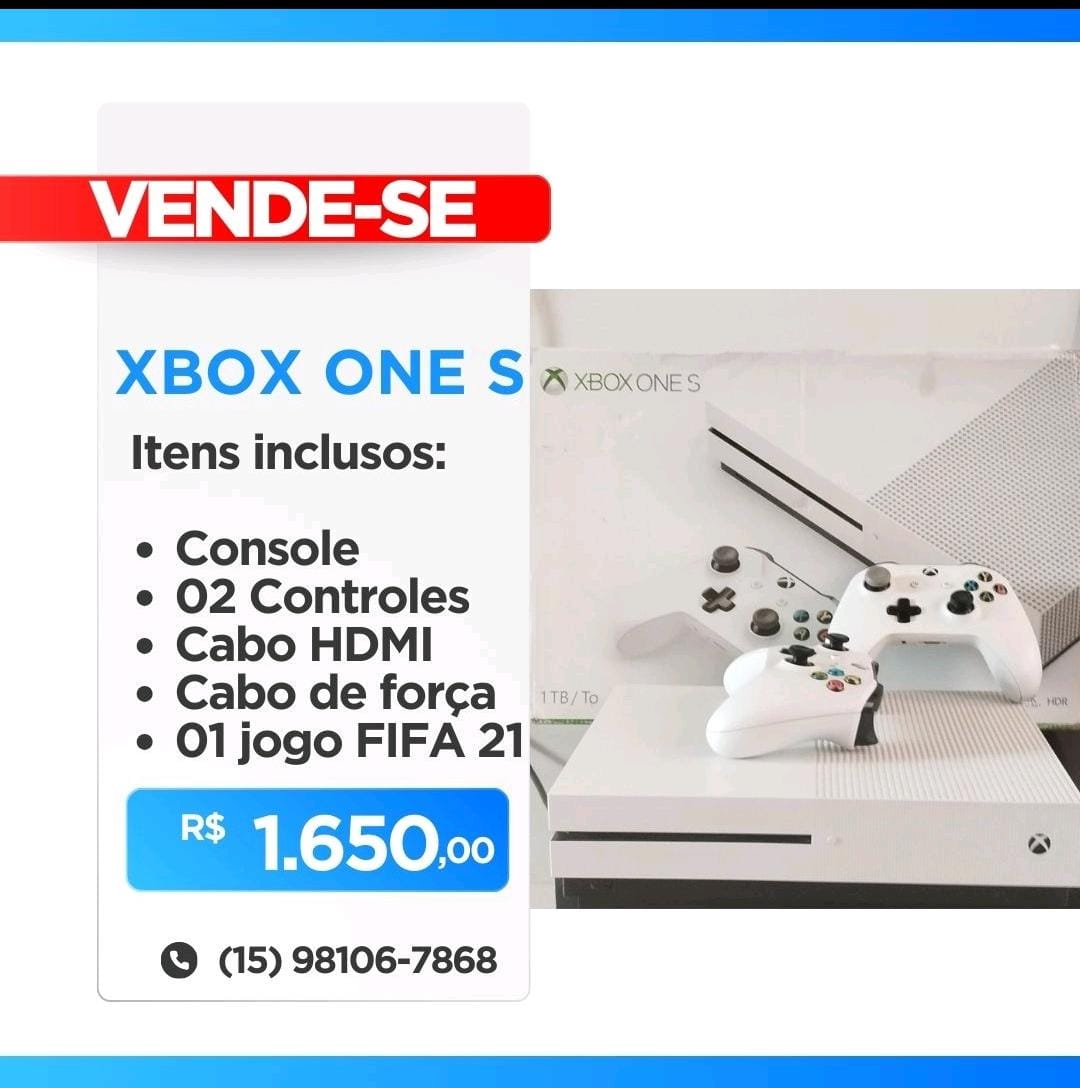 VENDE-SE
XBOX ONE S
Itens inclusos:
• Console
• 02 Controles
• Cabo HDMI
• Cabo de força
• 01 jogo FIFA 21
R$ 1.650,00
(15) 98106-7868
XBOX ONE S
1TB / To
HDR